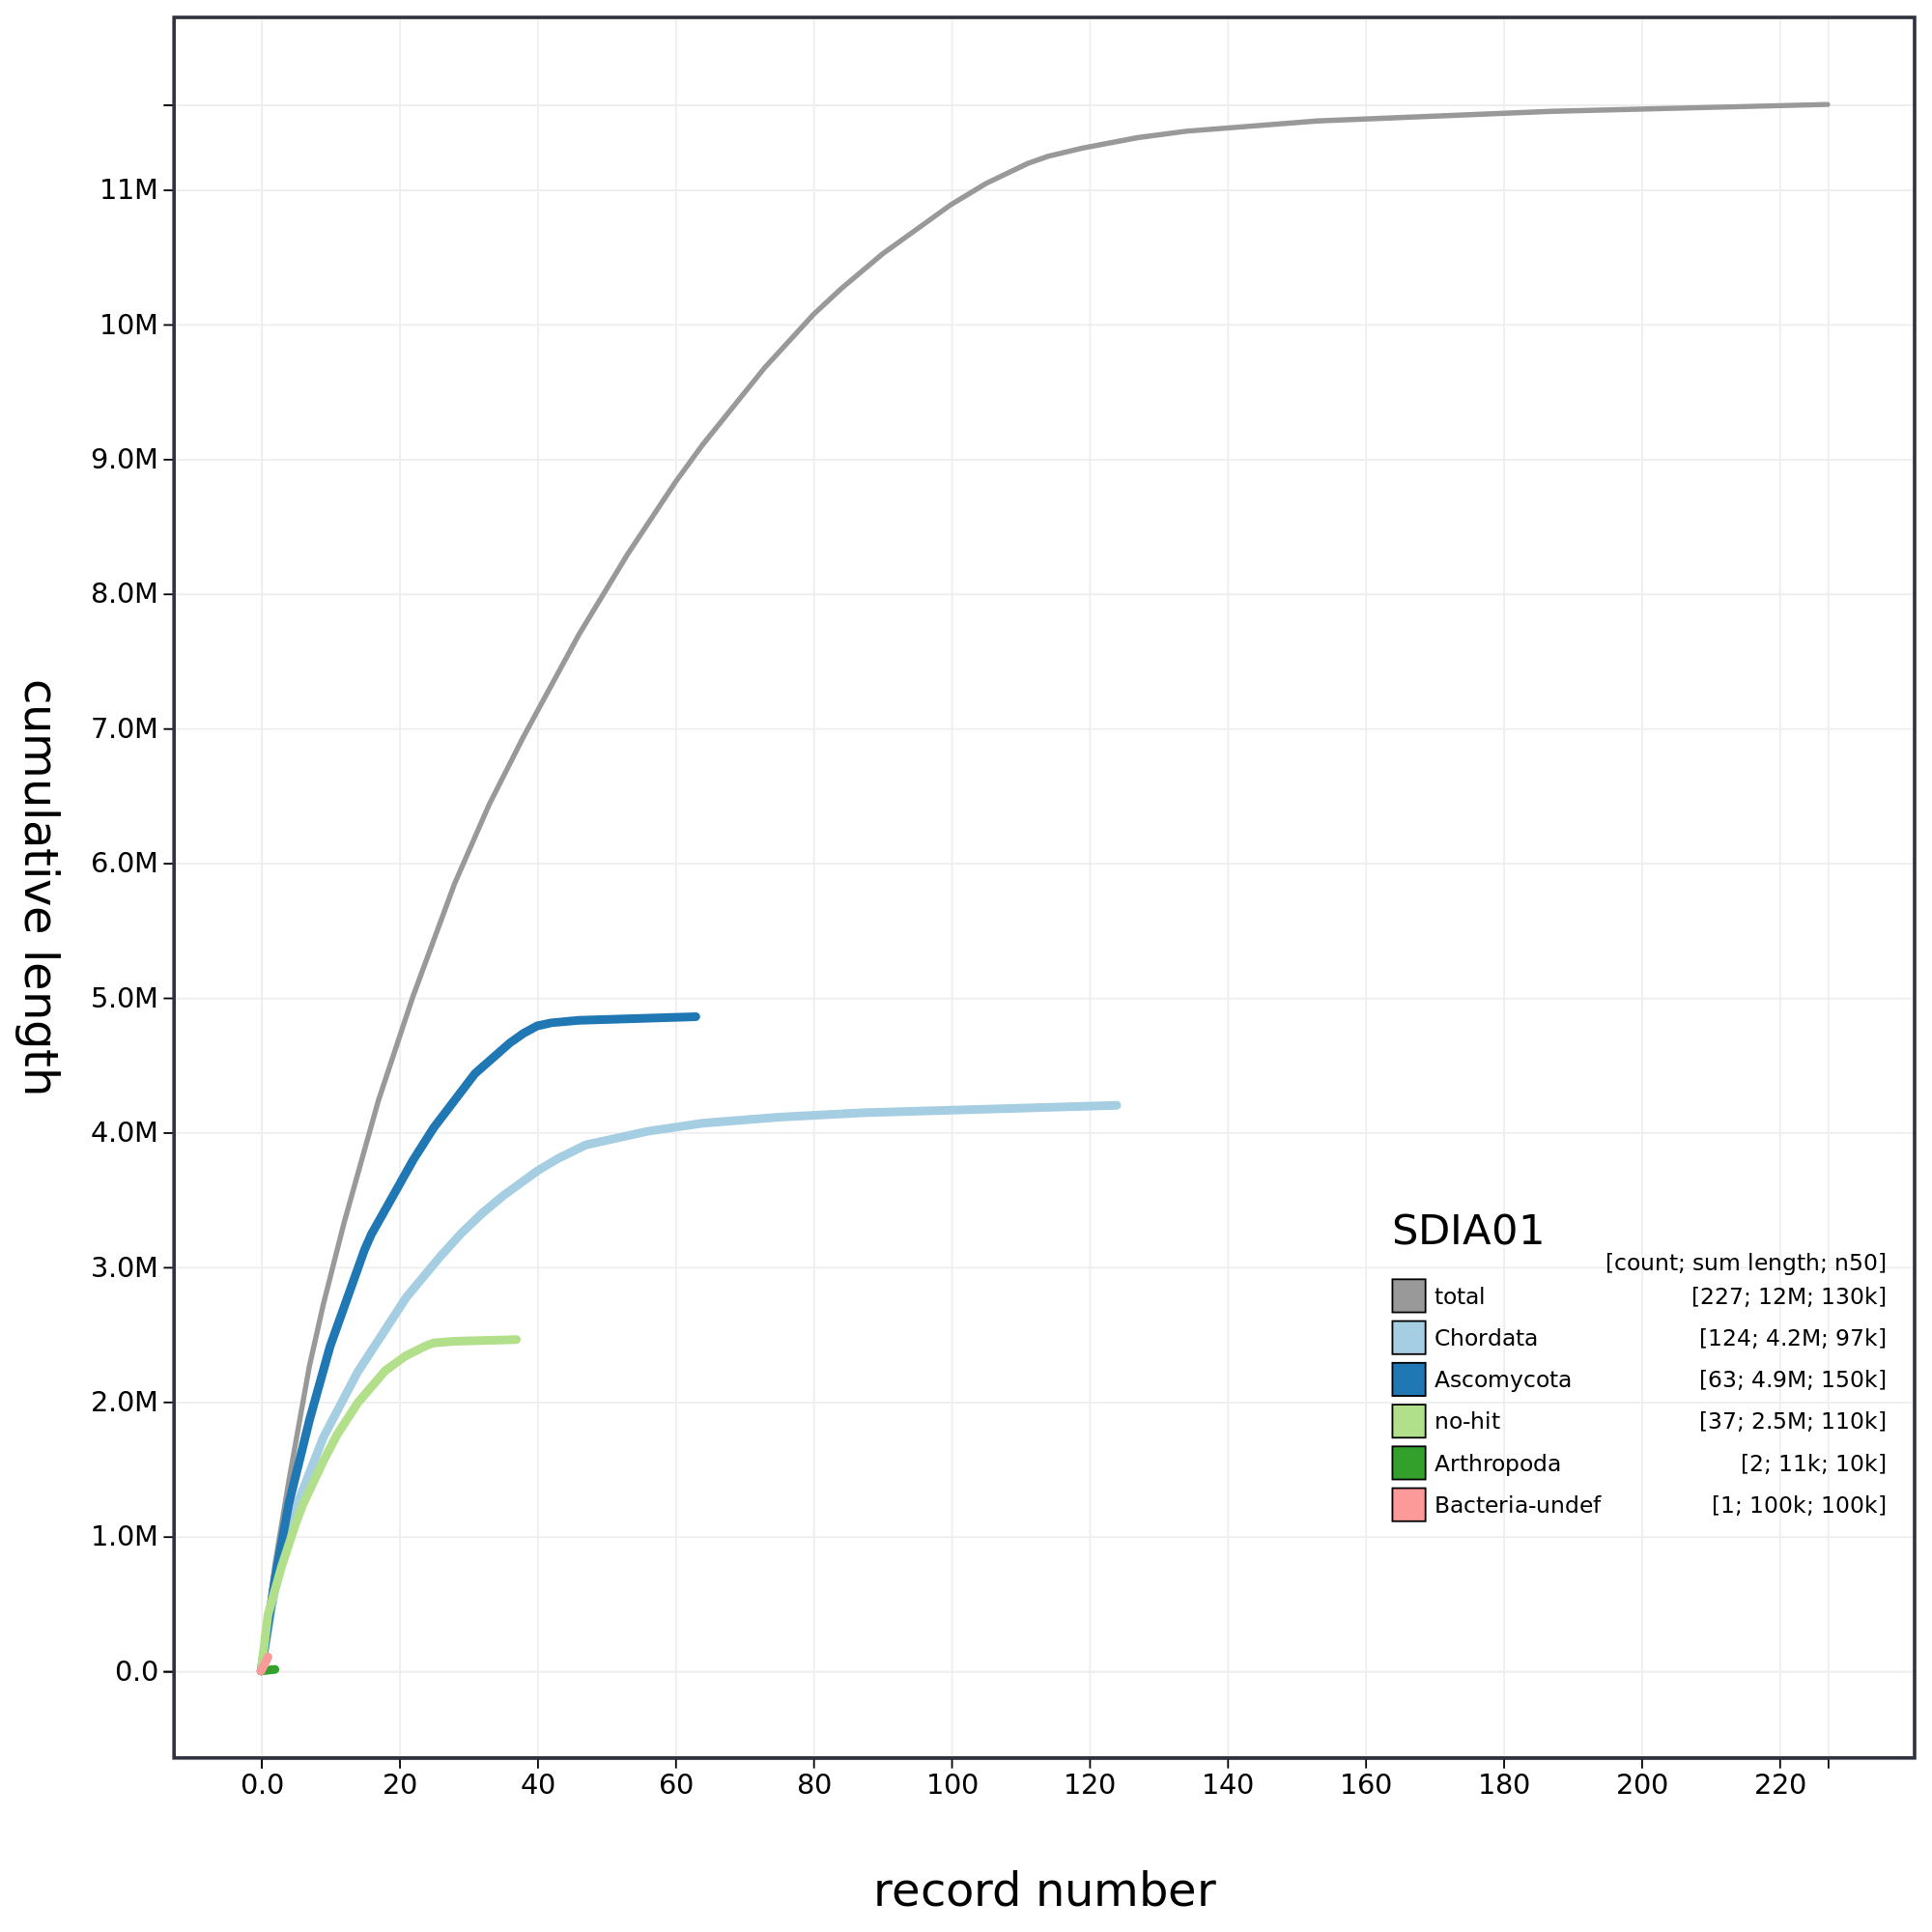 cumulative length
11M
10M
9.0M
8.0M
7.0M
6.0M
5.0M
4.0M
3.0M
2.0M
1.0M
0.0
SDIA01
[count; sum length; n50]
total [227; 12M; 130k]
Chordata [124; 4.2M; 97k]
Ascomycota [63; 4.9M; 150k]
no-hit [37; 2.5M; 110k]
Arthropoda [2; 11k; 10k]
Bacteria-undef [1; 100k; 100k]
0.0 20 40 60 80 100 120 140 160 180 200 220
record number